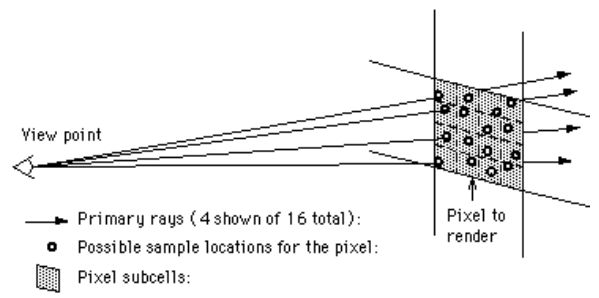 View point
Pixel to
render
Primary rays (4 shown of 16 total):
Possible sample locations for the pixel:
Pixel subcells: